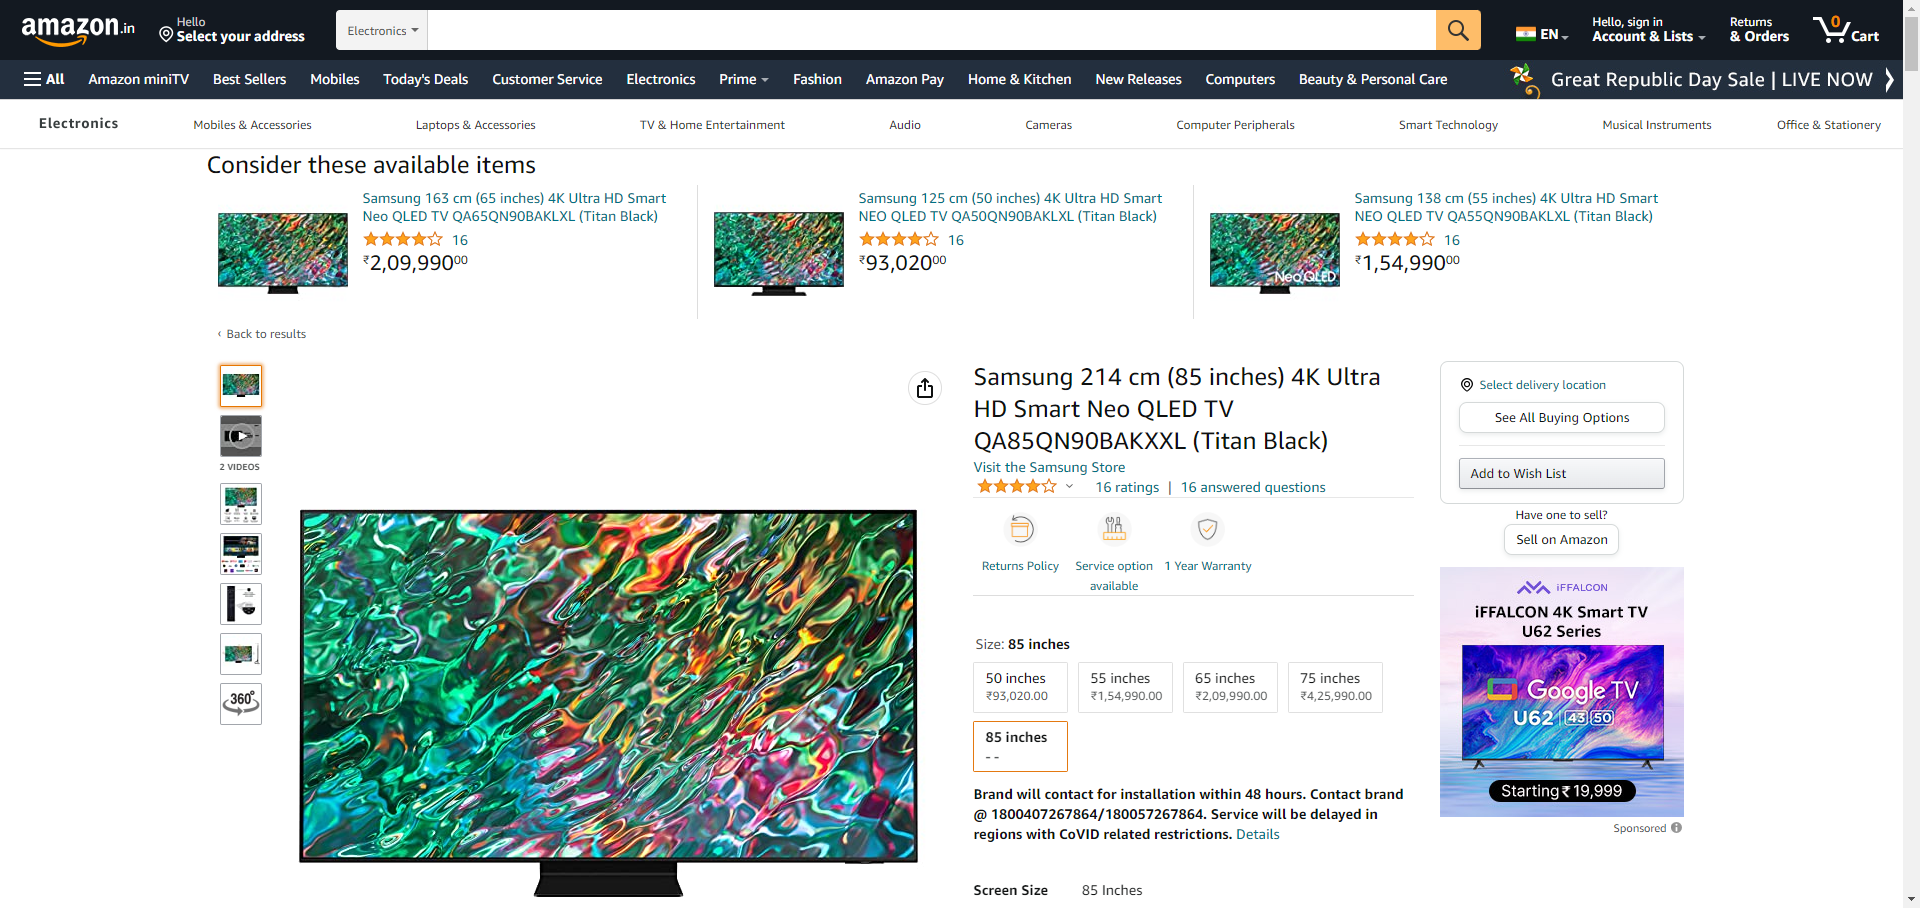 amazon.in
Hello
Select your address
Electronics
EN
Hello, sign in
Account & Lists
Returns
& Orders
0
Cart
All
Amazon miniTV
Best Sellers
Mobiles
Today's Deals
Customer Service
Electronics
Prime
Fashion
Amazon Pay
Home & Kitchen
New Releases
Computers
Beauty & Personal Care
Great Republic Day Sale | LIVE NOW
Electronics
Mobiles & Accessories
Laptops & Accessories
TV & Home Entertainment
Audio
Cameras
Computer Peripherals
Smart Technology
Musical Instruments
Office & Stationery
Consider these available items
Samsung 163 cm (65 inches) 4K Ultra HD Smart
Neo QLED TV QA65QN90BAKLXL (Titan Black)
16
₹2,09,99000
Samsung 125 cm (50 inches) 4K Ultra HD Smart
NEO QLED TV QA50QN90BAKLXL (Titan Black)
16
₹93,02000
Neo QLED
Samsung 138 cm (55 inches) 4K Ultra HD Smart
NEO QLED TV QA55QN90BAKLXL (Titan Black)
16
₹1,54,99000
‹ Back to results
2 VIDEOS
360°
Samsung 214 cm (85 inches) 4K Ultra
HD Smart Neo QLED TV
QA85QN90BAKXXL (Titan Black)
Visit the Samsung Store
16 ratings | 16 answered questions
Returns Policy
Service option
available
1 Year Warranty
Size: 85 inches
50 inches
₹93,020.00
55 inches
₹1,54,990.00
65 inches
₹2,09,990.00
75 inches
₹4,25,990.00
85 inches
- -
Brand will contact for installation within 48 hours. Contact brand
@ 1800407267864/180057267864. Service will be delayed in
regions with CoVID related restrictions. Details
Screen Size 85 Inches
Select delivery location
See All Buying Options
Add to Wish List
Have one to sell?
Sell on Amazon
iFFALCON
iFFALCON 4K Smart TV
U62 Series
Google TV
U62 43 50
Starting ₹ 19,999
Sponsored